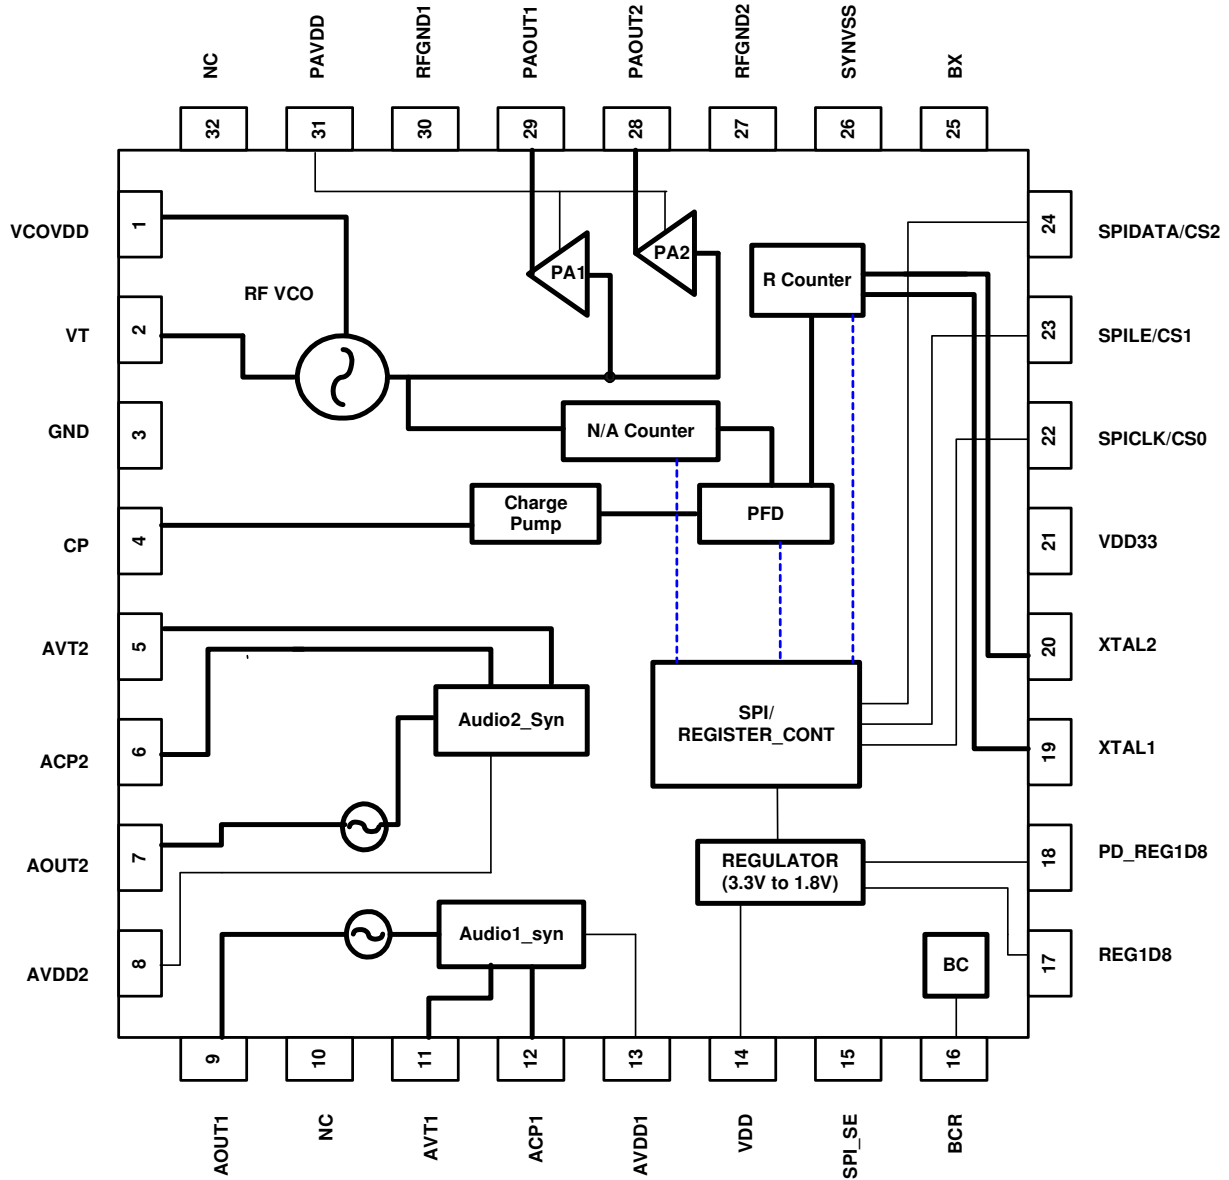 NC
PAVDD
RFGND1
PAOUT1
PAOUT2
RFGND2
SYNVSS
BX
32
31
30
29
28
27
26
25
VCOVDD
1
VT
2
GND
3
CP
4
AVT2
5
ACP2
6
AOUT2
7
AVDD2
8
RF VCO
PA1
PA2
R Counter
N/A Counter
Charge
Pump
PFD
Audio2_Syn
SPI/
REGISTER_CONT
REGULATOR
(3.3V to 1.8V)
Audio1_syn
BC
24
SPIDATA/CS2
23
SPILE/CS1
22
SPICLK/CS0
21
VDD33
20
XTAL2
19
XTAL1
18
PD_REG1D8
17
REG1D8
9
10
11
12
13
14
15
16
AOUT1
NC
AVT1
ACP1
AVDD1
VDD
SPI_SE
BCR